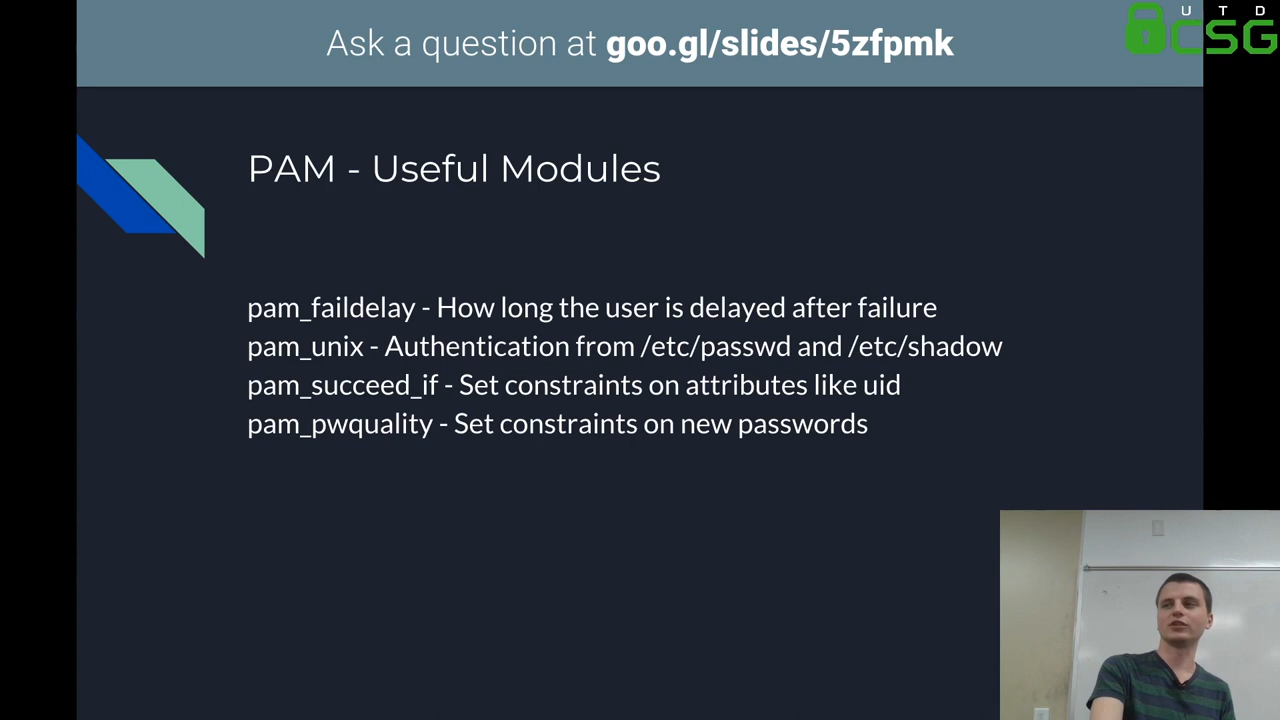 Ask a question at goo.gl/slides/5zfpmk
UTD
CSG
PAM - Useful Modules
pam_faildelay - How long the user is delayed after failure
pam_unix - Authentication from /etc/passwd and /etc/shadow
pam_succeed_if - Set constraints on attributes like uid
pam_pwquality - Set constraints on new passwords